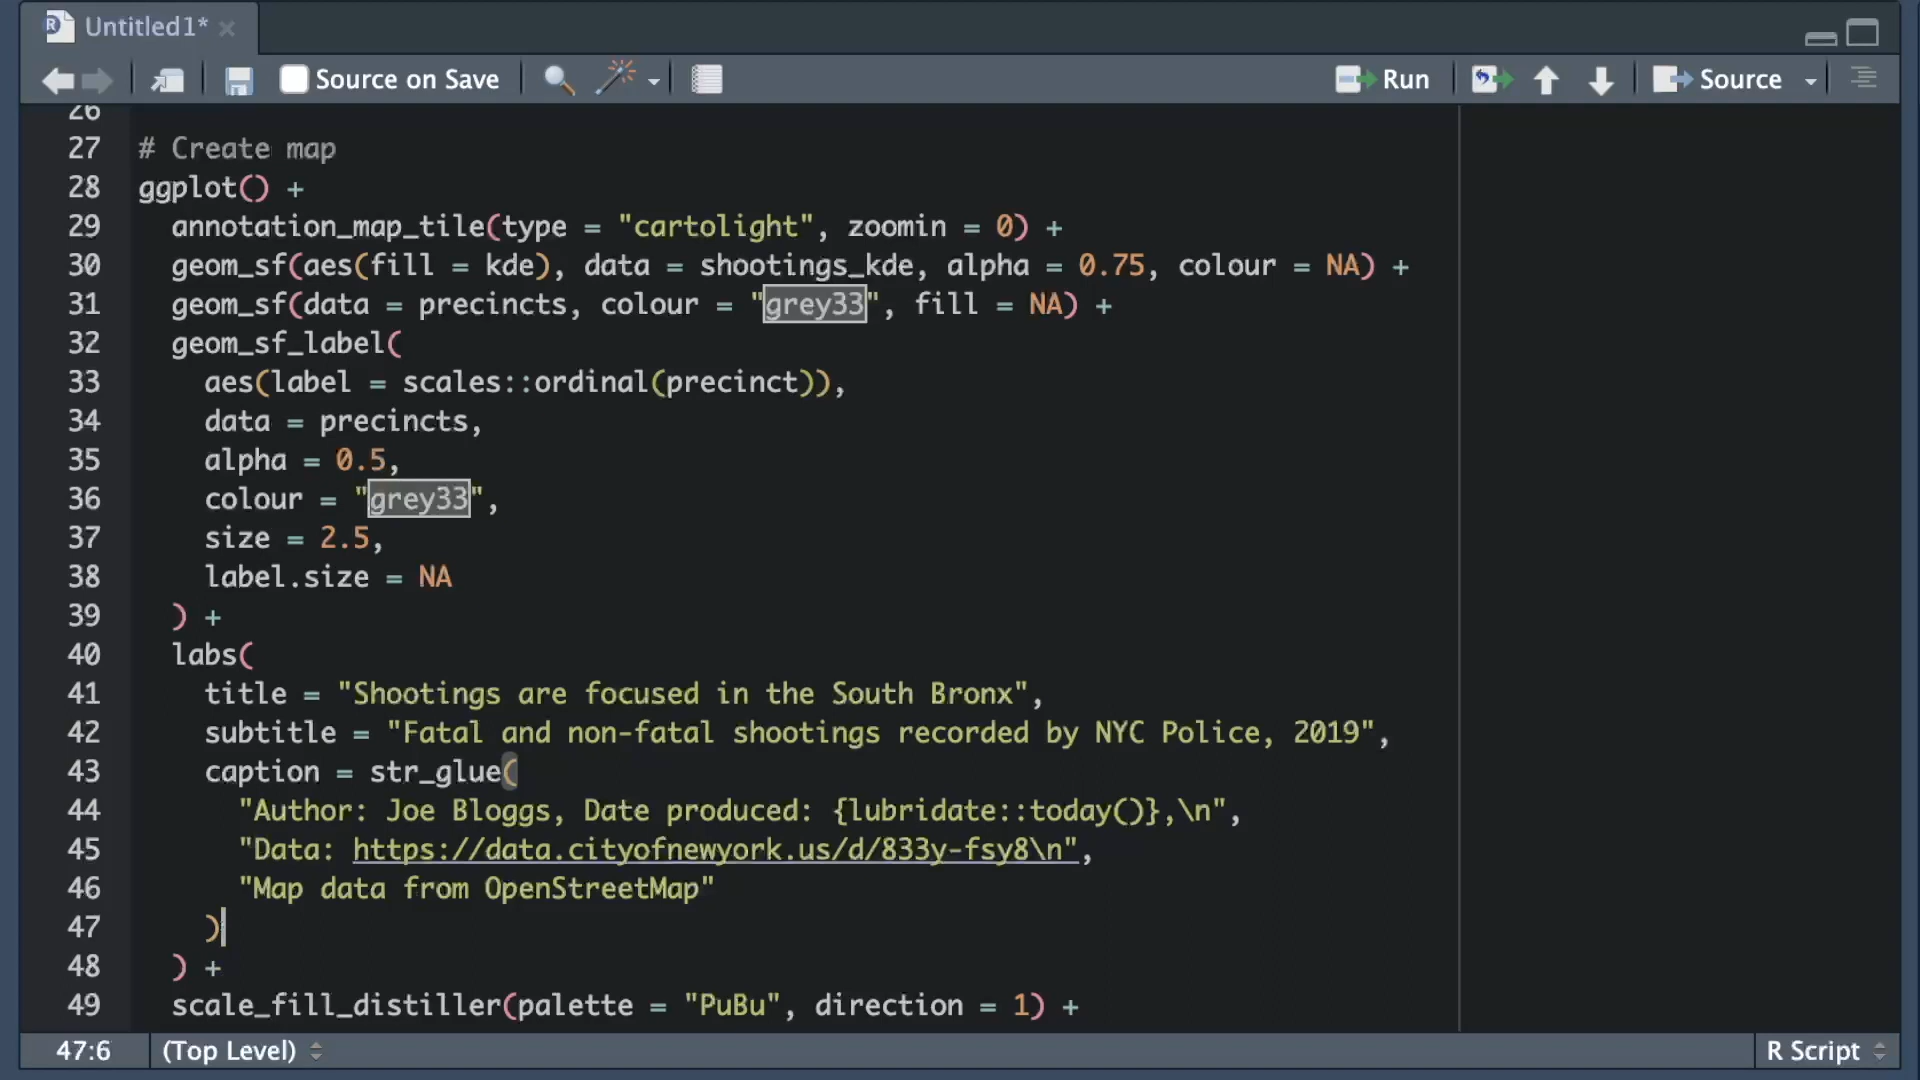 Untitled1*
Source on Save
Run
Source
26
27 # Create map
28 ggplot() +
29   annotation_map_tile(type = "cartolight", zoomin = 0) +
30   geom_sf(aes(fill = kde), data = shootings_kde, alpha = 0.75, colour = NA) +
31   geom_sf(data = precincts, colour = "grey33", fill = NA) +
32   geom_sf_label(
33     aes(label = scales::ordinal(precinct)),
34     data = precincts,
35     alpha = 0.5,
36     colour = "grey33",
37     size = 2.5,
38     label.size = NA
39   ) +
40   labs(
41     title = "Shootings are focused in the South Bronx",
42     subtitle = "Fatal and non-fatal shootings recorded by NYC Police, 2019",
43     caption = str_glue(
44       "Author: Joe Bloggs, Date produced: {lubridate::today()},\n",
45       "Data: https://data.cityofnewyork.us/d/833y-fsy8\n",
46       "Map data from OpenStreetMap"
47     )
48   ) +
49   scale_fill_distiller(palette = "PuBu", direction = 1) +
47:6 (Top Level) R Script